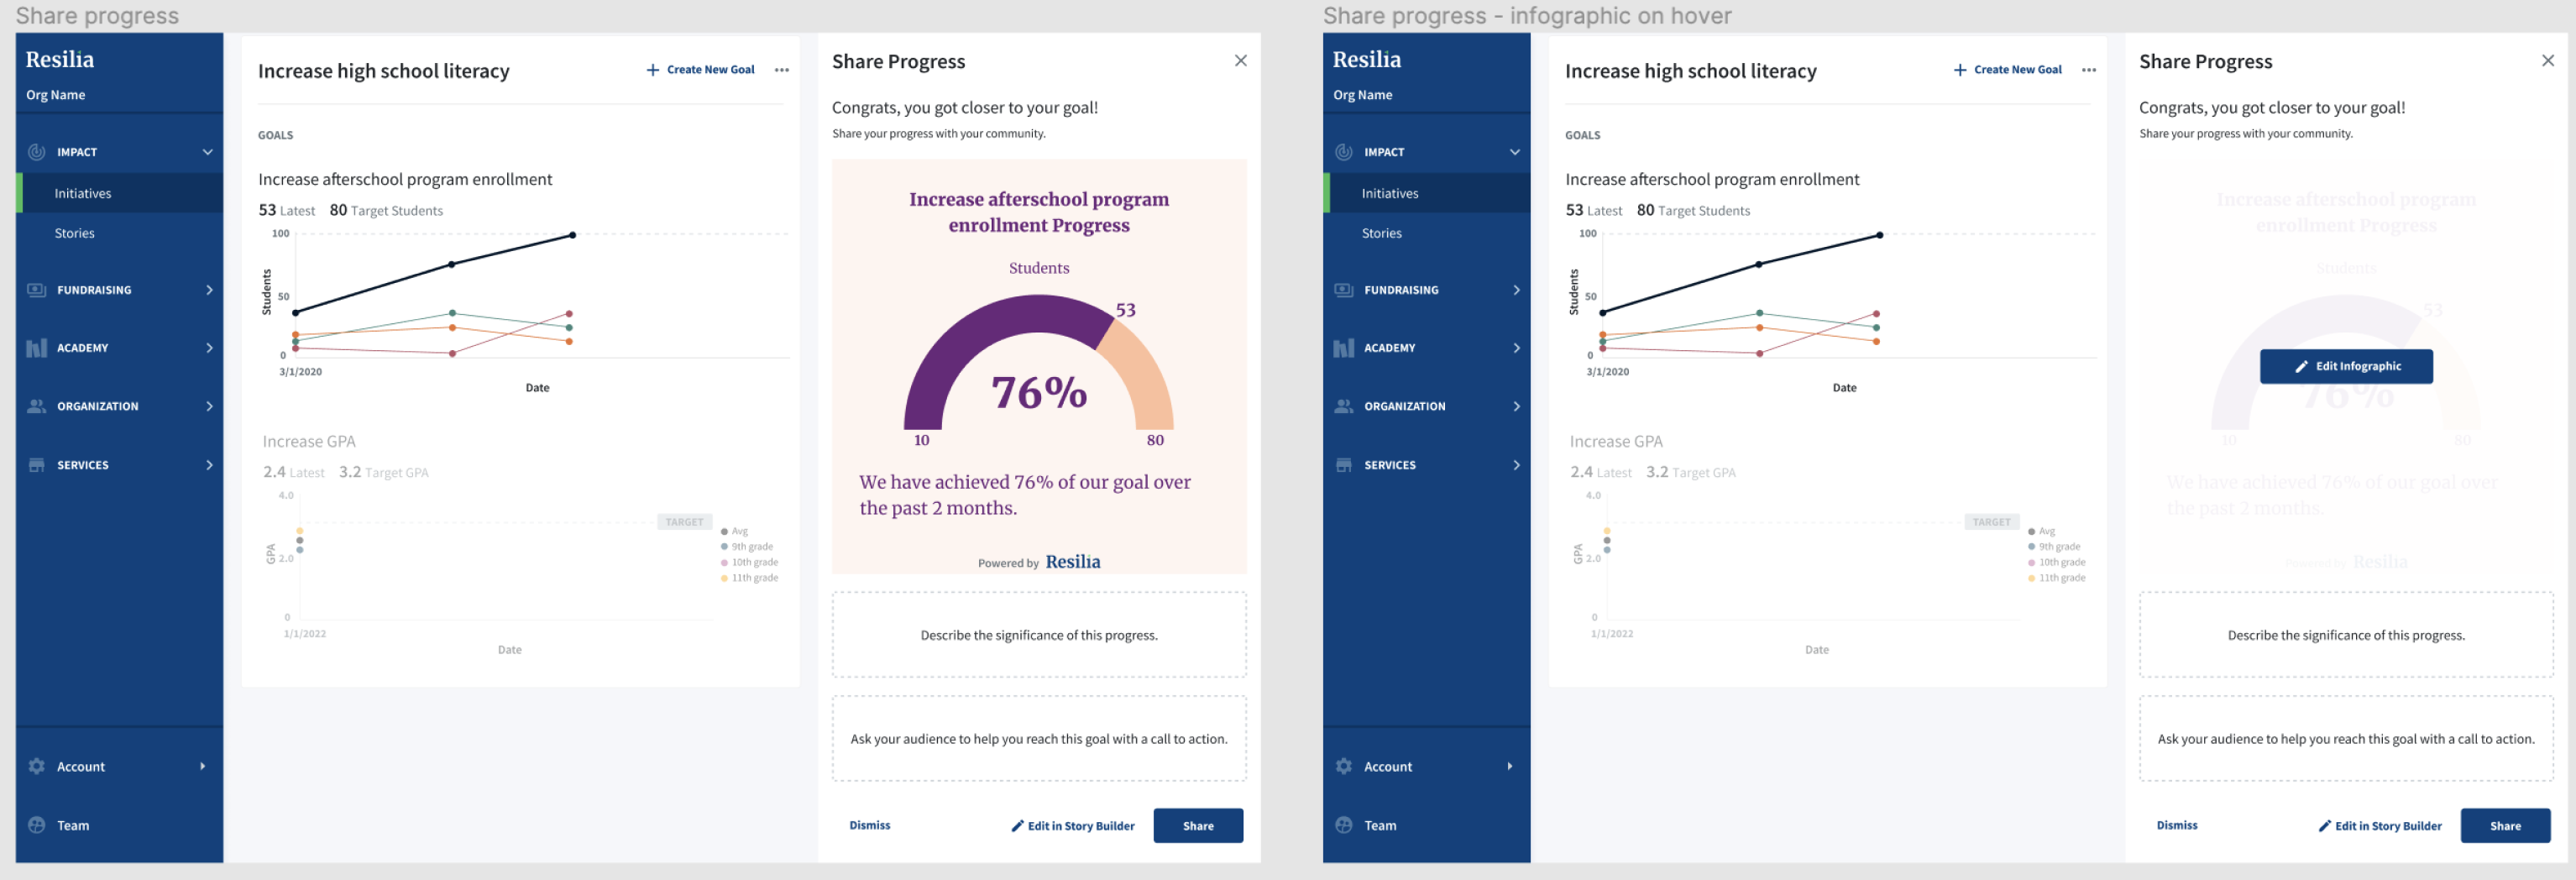 Share progress
Resilia
Org Name
IMPACT
Initiatives
Stories
FUNDRAISING
ACADEMY
ORGANIZATION
SERVICES
Account
Team
Increase high school literacy
Create New Goal
GOALS
Increase afterschool program enrollment
53 Latest 80 Target Students
100
50
0
Students
3/1/2020
Date
Increase GPA
2.4 Latest 3.2 Target GPA
4.0
2.0
0
GPA
TARGET
Avg
9th grade
10th grade
11th grade
1/1/2022
Date
Share Progress
Congrats, you got closer to your goal!
Share your progress with your community.
Increase afterschool program
enrollment Progress
Students
53
76%
10
80
We have achieved 76% of our goal over
the past 2 months.
Powered by Resilia
Describe the significance of this progress.
Ask your audience to help you reach this goal with a call to action.
Dismiss
Edit in Story Builder
Share
Share progress - infographic on hover
Resilia
Org Name
IMPACT
Initiatives
Stories
FUNDRAISING
ACADEMY
ORGANIZATION
SERVICES
Account
Team
Increase high school literacy
Create New Goal
GOALS
Increase afterschool program enrollment
53 Latest 80 Target Students
100
50
0
Students
3/1/2020
Date
Increase GPA
2.4 Latest 3.2 Target GPA
4.0
2.0
0
GPA
TARGET
Avg
9th grade
10th grade
11th grade
1/1/2022
Date
Share Progress
Congrats, you got closer to your goal!
Share your progress with your community.
Increase afterschool program
enrollment Progress
Students
53
Edit Infographic
76%
10
80
We have achieved 76% of our goal over
the past 2 months.
Powered by Resilia
Describe the significance of this progress.
Ask your audience to help you reach this goal with a call to action.
Dismiss
Edit in Story Builder
Share